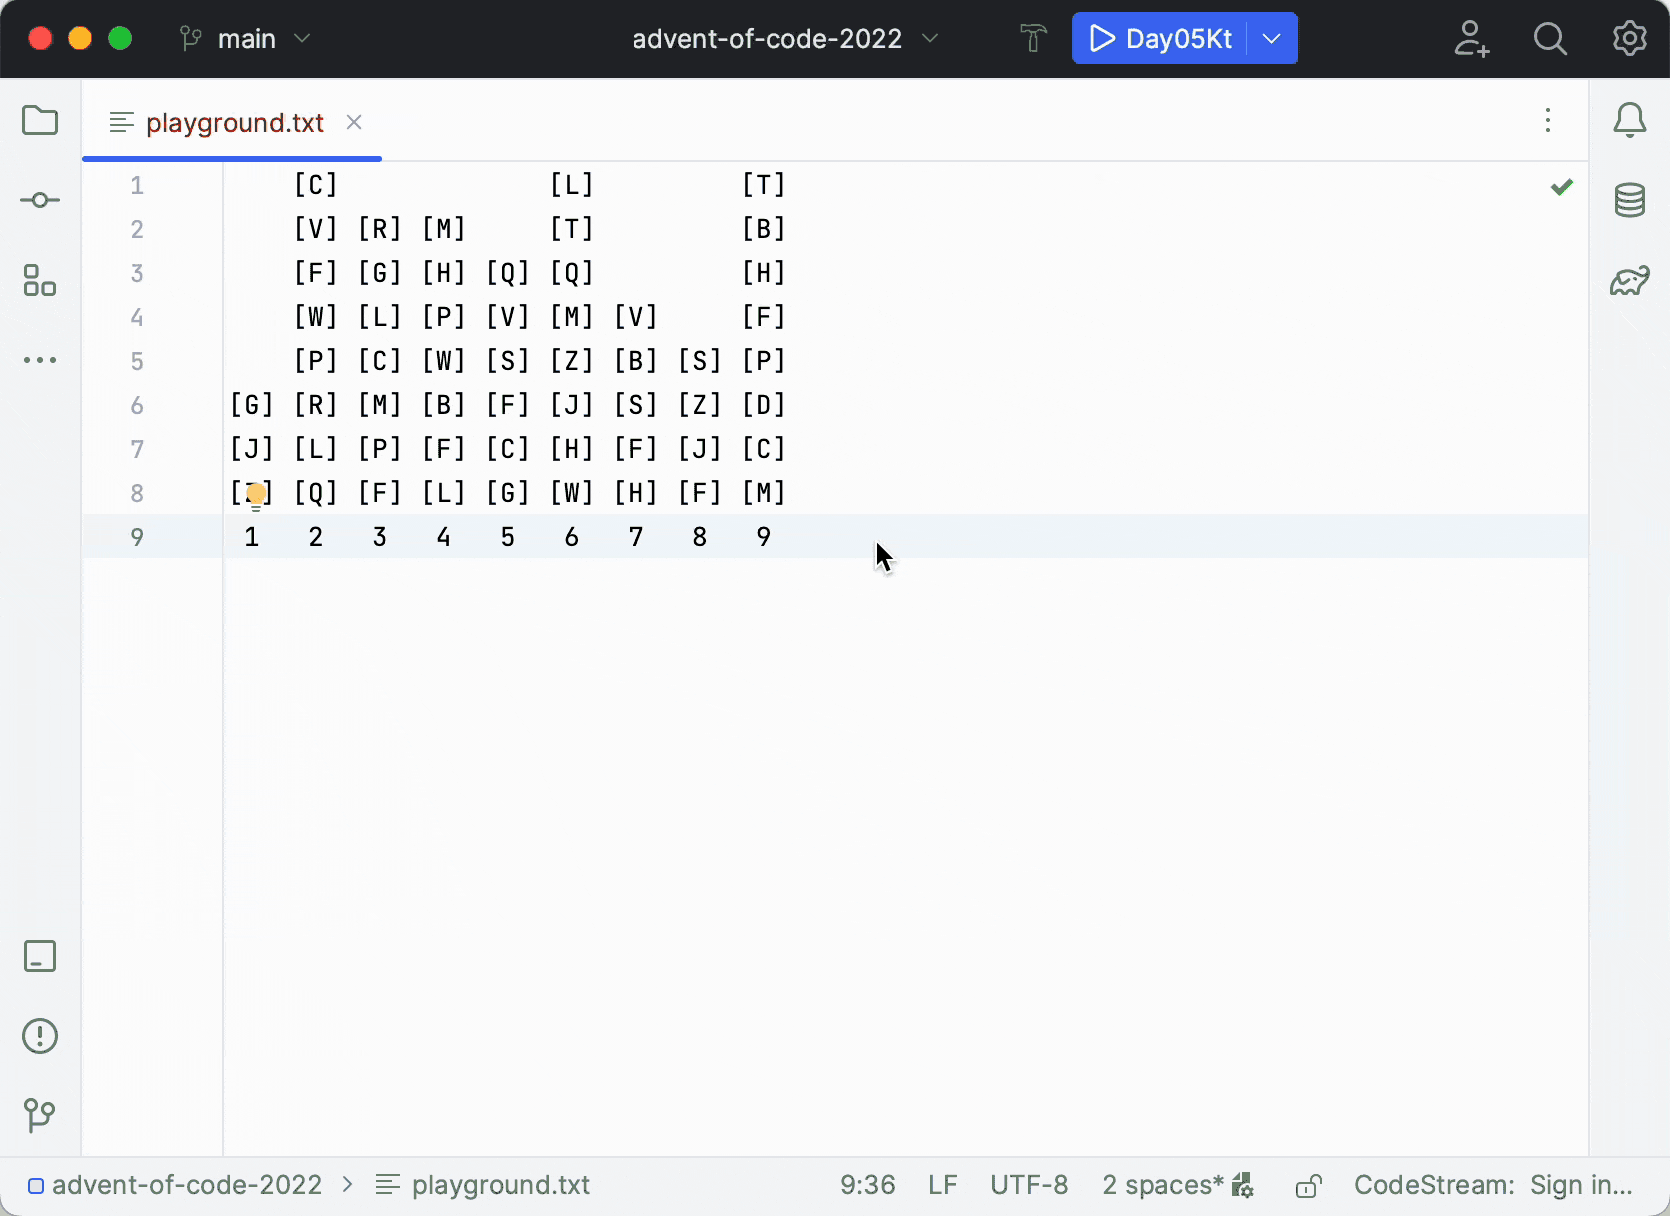 main advent-of-code-2022 Day05Kt
playground.txt
1     [C]             [L]         [T]
2     [V] [R] [M]     [T]         [B]
3     [F] [G] [H] [Q] [Q]         [H]
4     [W] [L] [P] [V] [M] [V]     [F]
5     [P] [C] [W] [S] [Z] [B] [S] [P]
6 [G] [R] [M] [B] [F] [J] [S] [Z] [D]
7 [J] [L] [P] [F] [C] [H] [F] [J] [C]
8 [Z] [Q] [F] [L] [G] [W] [H] [F] [M]
9  1   2   3   4   5   6   7   8   9
advent-of-code-2022 > playground.txt 9:36 LF UTF-8 2 spaces* CodeStream: Sign in...